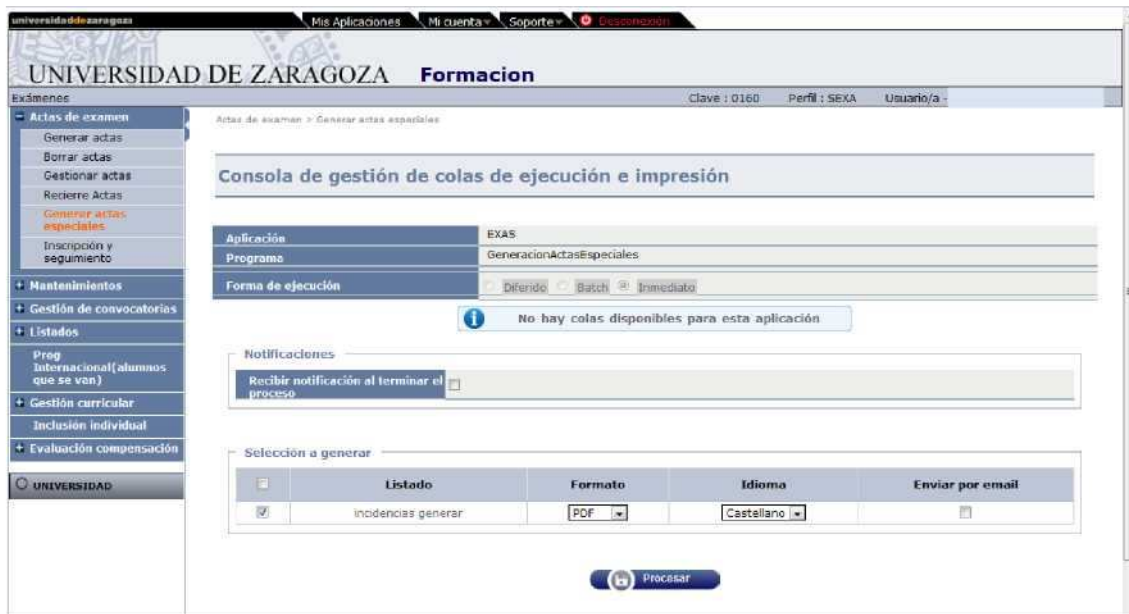 universidaddezaragoza
Mis Aplicaciones
Mi cuenta
Soporte
Desconexión
UNIVERSIDAD DE ZARAGOZA
Formacion
Exámenes
Clave : 0160
Perfil : SEXA
Usuario/a -
Actas de examen
Generar actas
Borrar actas
Gestionar actas
Recierre Actas
Generar actas
especiales
Inscripción y
seguimiento
Mantenimientos
Gestión de convocatorias
Listados
Prog
Internacional(alumnos
que se van)
Gestión curricular
Inclusión individual
Evaluación compensación
UNIVERSIDAD
Actas de examen > Generar actas especiales
Consola de gestión de colas de ejecución e impresión
Aplicación
EXAS
Programa
GeneracionActasEspeciales
Forma de ejecución
Diferido
Batch
Inmediato
No hay colas disponibles para esta aplicación
Notificaciones
Recibir notificación al terminar el
proceso
Selección a generar
Listado
Formato
Idioma
Enviar por email
incidencias generar
PDF
Castellano
Procesar